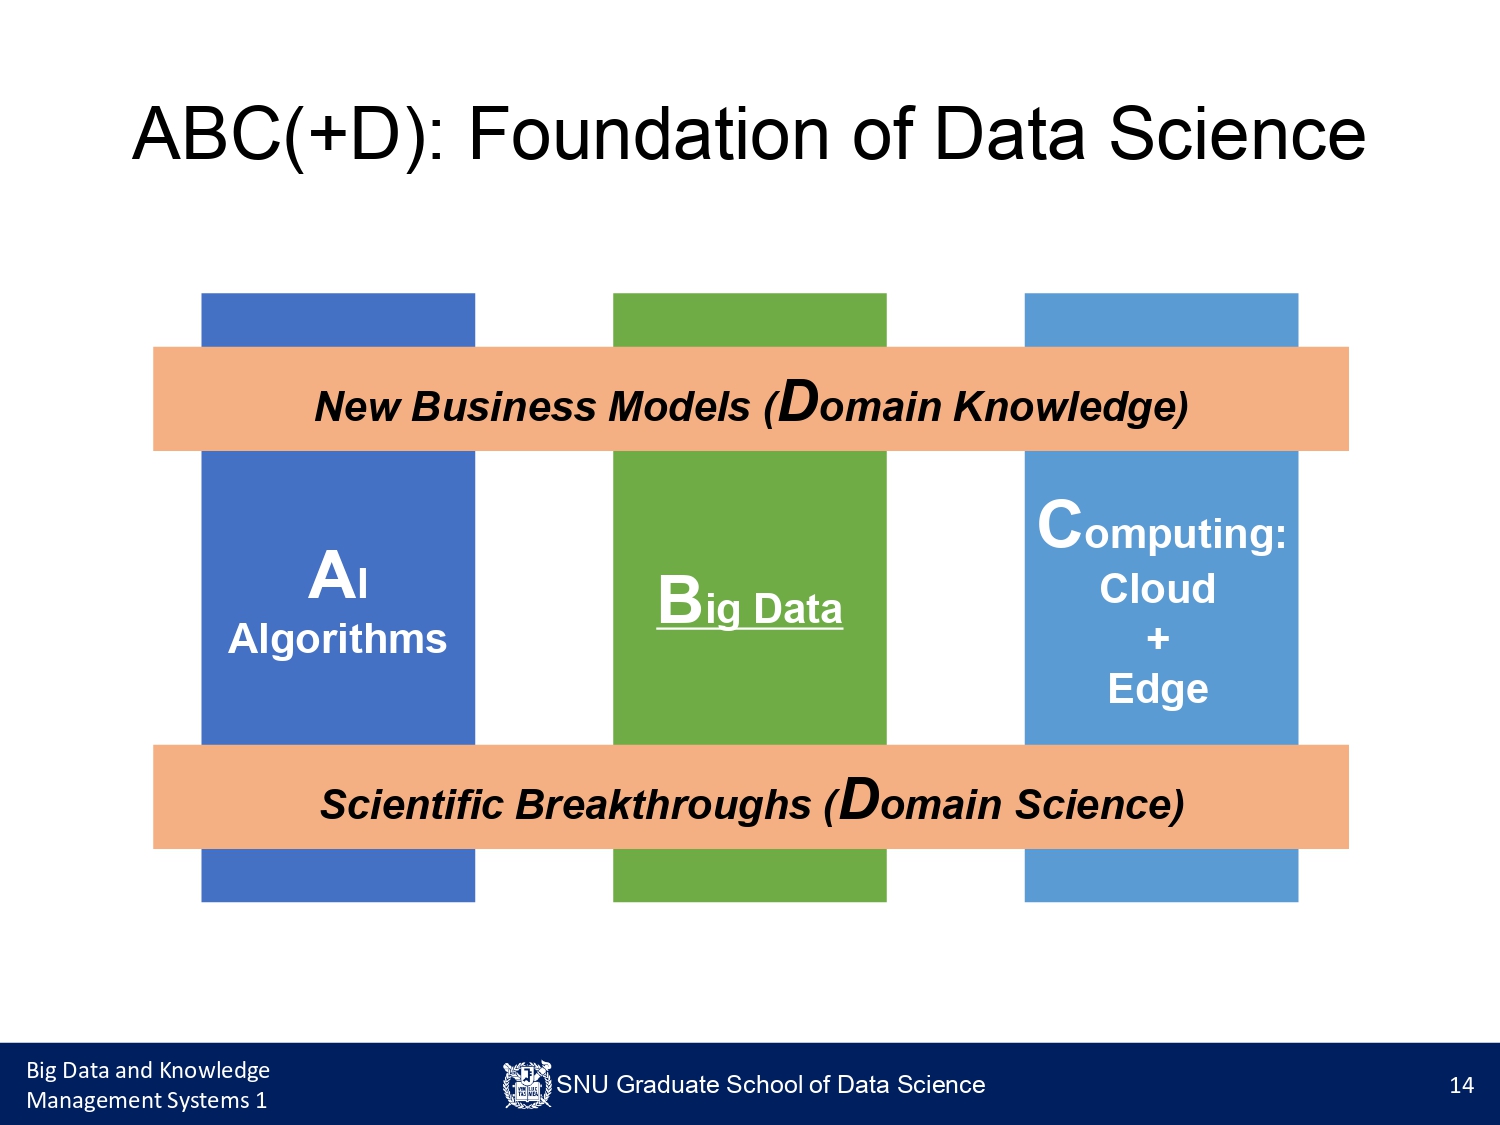 ABC(+D): Foundation of Data Science
New Business Models (Domain Knowledge)
AI
Algorithms
Big Data
Computing:
Cloud
+
Edge
Scientific Breakthroughs (Domain Science)
Big Data and Knowledge
Management Systems 1
SNU Graduate School of Data Science
14